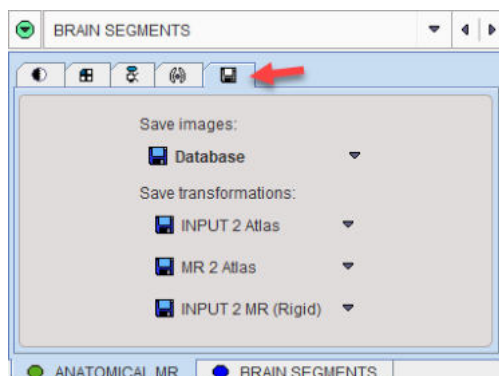 BRAIN SEGMENTS
Save images:
Database
Save transformations:
INPUT 2 Atlas
MR 2 Atlas
INPUT 2 MR (Rigid)
ANATOMICAL MR BRAIN SEGMENTS